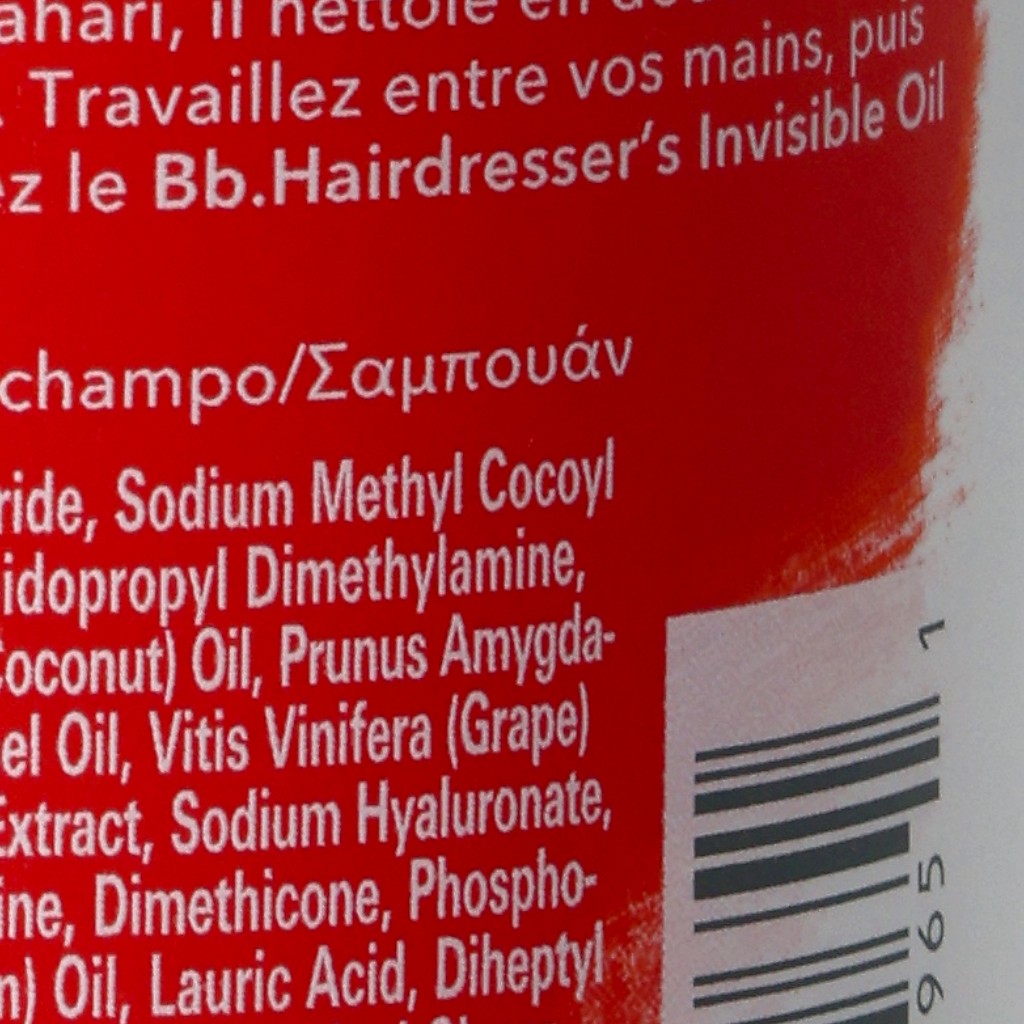 ahari, il nettoie en
. Travaillez entre vos mains, puis
ez le Bb.Hairdresser's Invisible Oil
champo/Σαμπουάν
ride, Sodium Methyl Cocoyl
idopropyl Dimethylamine,
Coconut) Oil, Prunus Amygda-
el Oil, Vitis Vinifera (Grape)
Extract, Sodium Hyaluronate,
ine, Dimethicone, Phospho-
n) Oil, Lauric Acid, Diheptyl
1
965